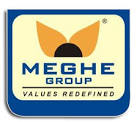 MEGHE
GROUP
VALUES REDEFINED